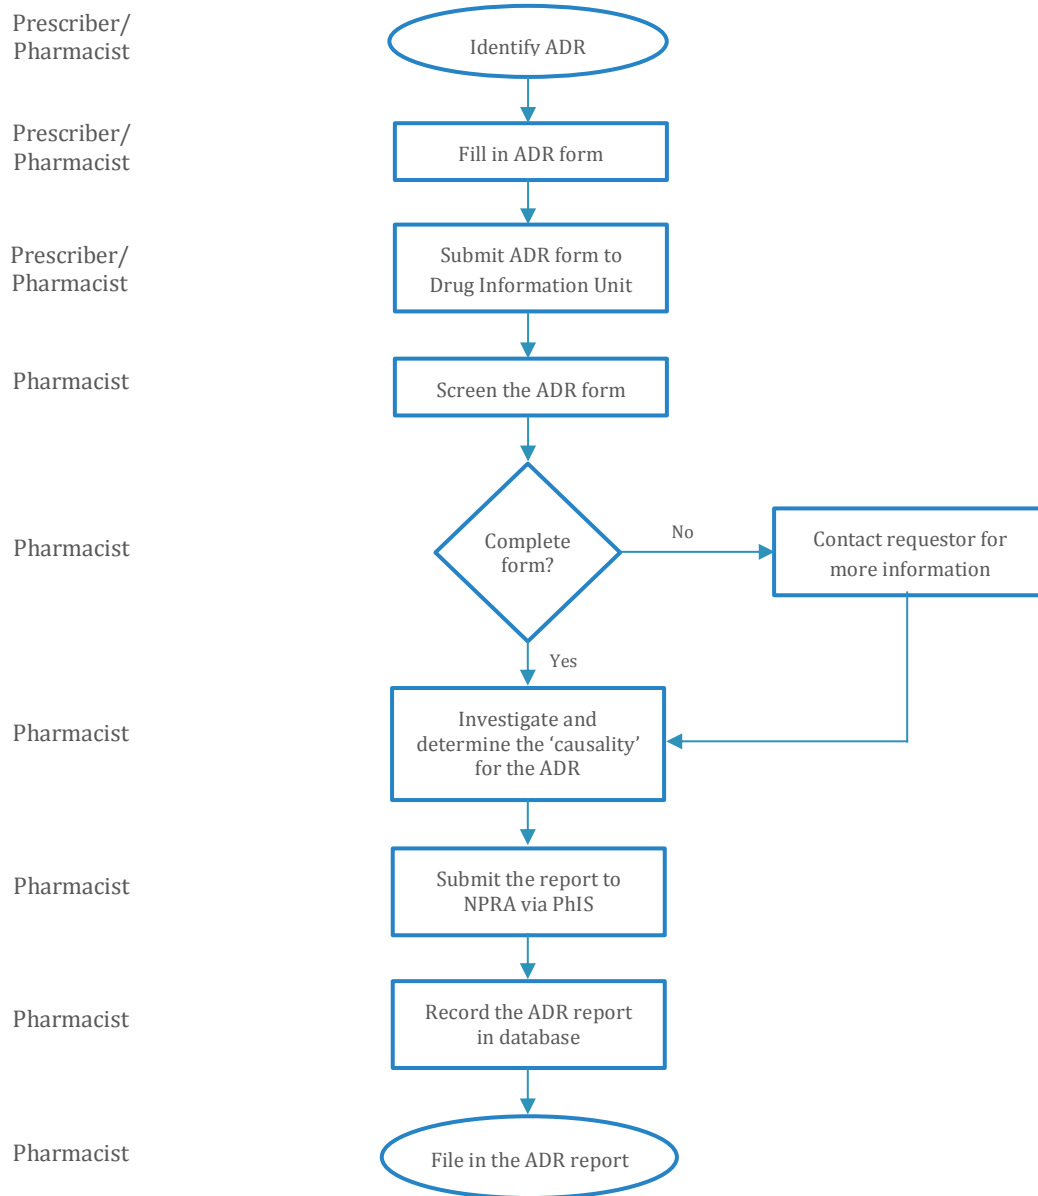 Prescriber/
Pharmacist
Identify ADR
Prescriber/
Pharmacist
Fill in ADR form
Prescriber/
Pharmacist
Submit ADR form to
Drug Information Unit
Pharmacist
Screen the ADR form
Pharmacist
Complete
form?
No
Contact requestor for
more information
Yes
Pharmacist
Investigate and
determine the ‘causality’
for the ADR
Pharmacist
Submit the report to
NPRA via PhIS
Pharmacist
Record the ADR report
in database
Pharmacist
File in the ADR report